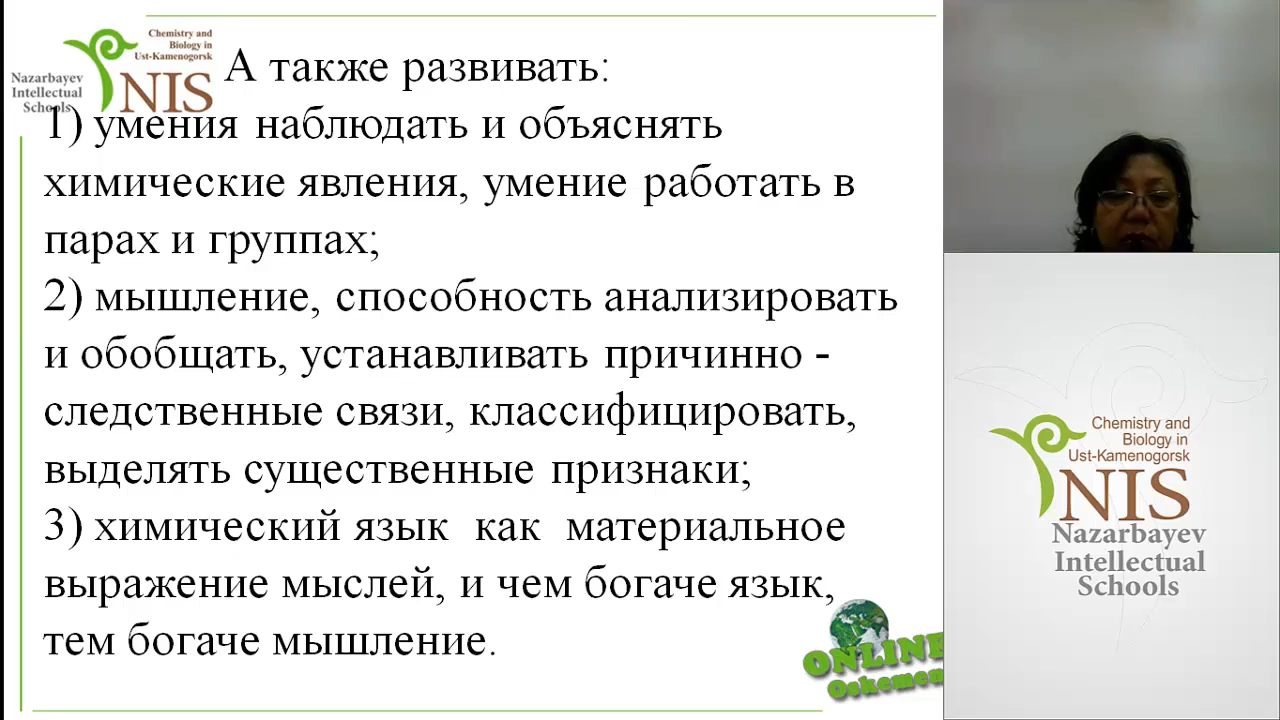 Chemistry and
Biology in
Ust-Kamenogorsk
Nazarbayev
Intellectual
Schools
NIS
А также развивать:
1) умения наблюдать и объяснять
химические явления, умение работать в
парах и группах;
2) мышление, способность анализировать
и обобщать, устанавливать причинно -
следственные связи, классифицировать,
выделять существенные признаки;
3) химический язык как материальное
выражение мыслей, и чем богаче язык,
тем богаче мышление.
ONLINE
Oskemen
Chemistry and
Biology in
Ust-Kamenogorsk
NIS
Nazarbayev
Intellectual
Schools